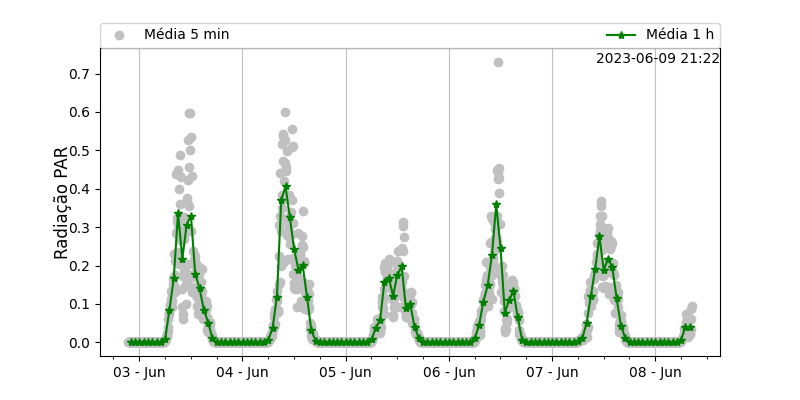 Média 5 min
Média 1 h
2023-06-09 21:22
Radiação PAR
0.7
0.6
0.5
0.4
0.3
0.2
0.1
0.0
03 - Jun
04 - Jun
05 - Jun
06 - Jun
07 - Jun
08 - Jun